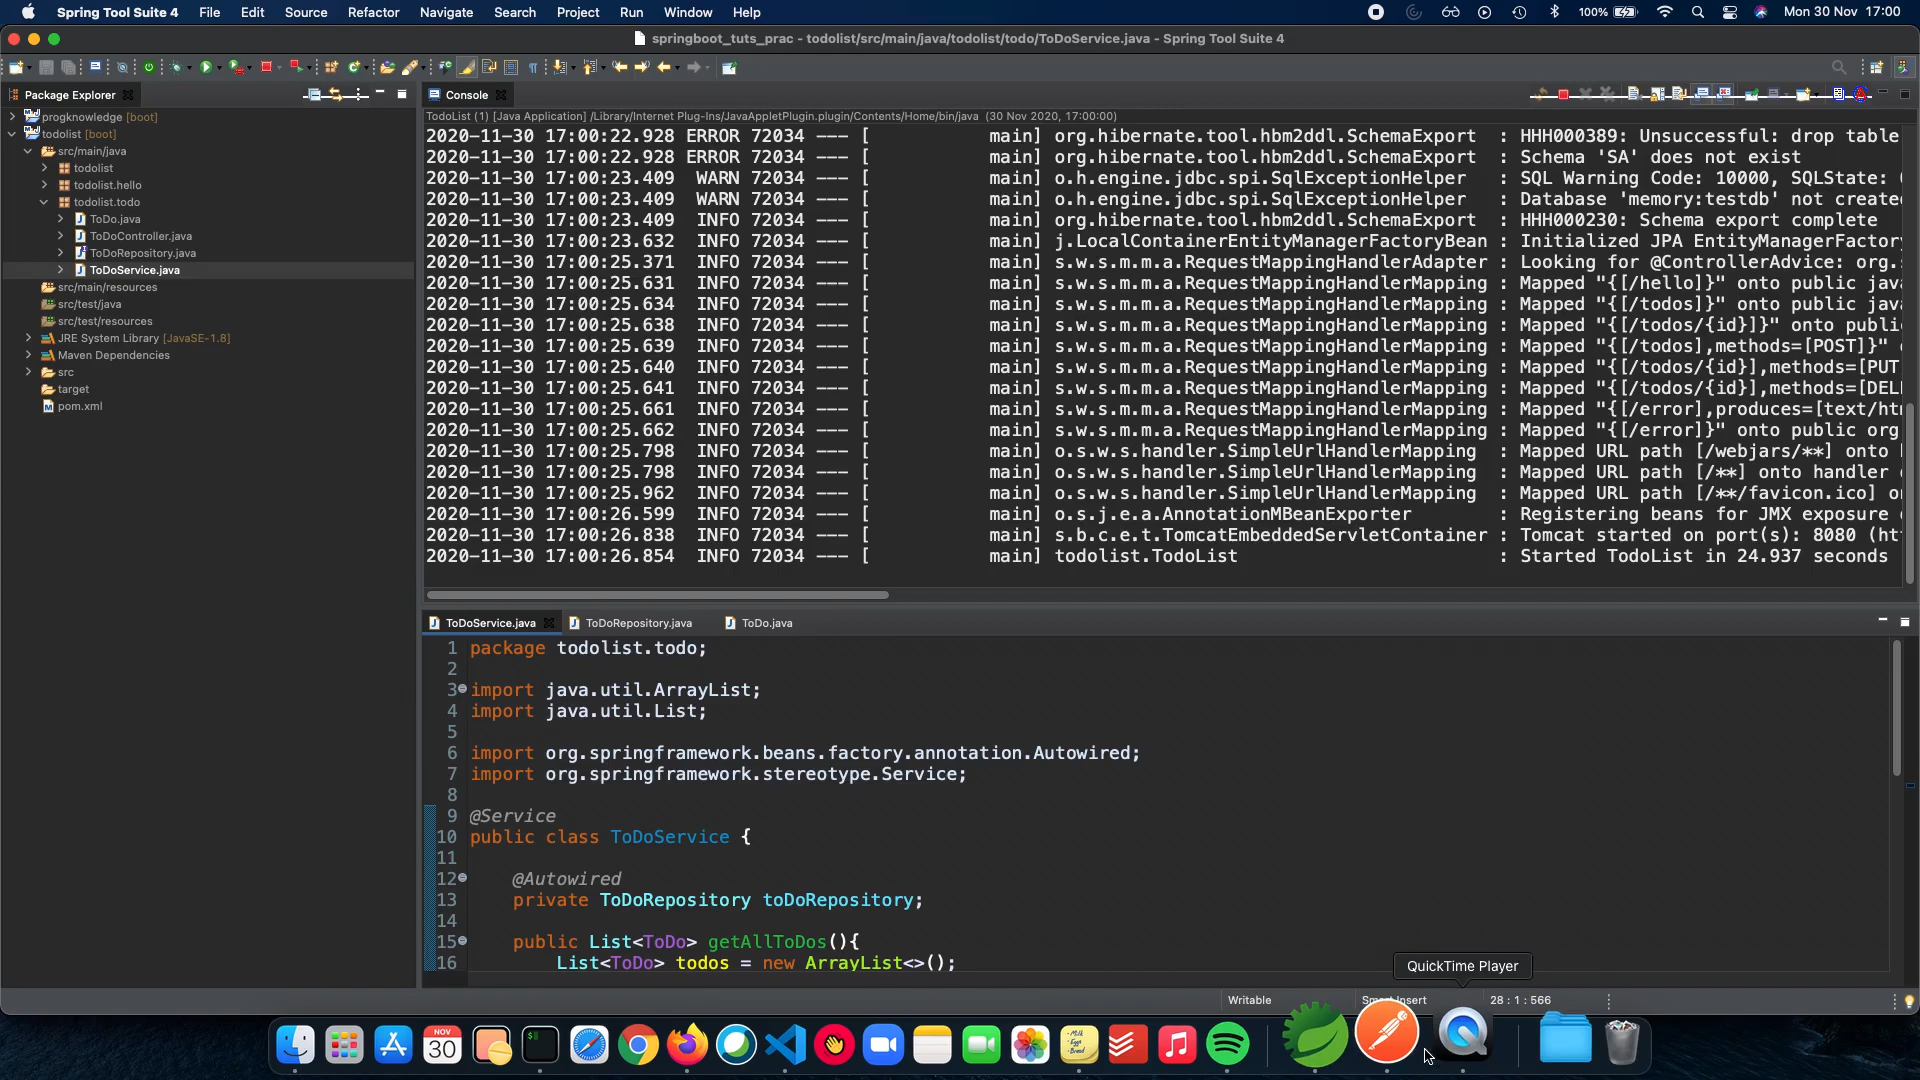 Spring Tool Suite 4 File Edit Source Refactor Navigate Search Project Run Window Help 100% Mon 30 Nov 17:00
springboot_tuts_prac - todolist/src/main/java/todolist/todo/ToDoService.java - Spring Tool Suite 4
Package Explorer
progknowledge [boot]
todolist [boot]
src/main/java
todolist
todolist.hello
todolist.todo
ToDo.java
ToDoController.java
ToDoRepository.java
ToDoService.java
src/main/resources
src/test/java
src/test/resources
JRE System Library [JavaSE-1.8]
Maven Dependencies
src
target
pom.xml
Console
TodoList (1) [Java Application] /Library/Internet Plug-Ins/JavaAppletPlugin.plugin/Contents/Home/bin/java (30 Nov 2020, 17:00:00)
2020-11-30 17:00:22.928 ERROR 72034 --- [ main] org.hibernate.tool.hbm2ddl.SchemaExport : HHH000389: Unsuccessful: drop table
2020-11-30 17:00:22.928 ERROR 72034 --- [ main] org.hibernate.tool.hbm2ddl.SchemaExport : Schema 'SA' does not exist
2020-11-30 17:00:23.409 WARN 72034 --- [ main] o.h.engine.jdbc.spi.SqlExceptionHelper : SQL Warning Code: 10000, SQLState:
2020-11-30 17:00:23.409 WARN 72034 --- [ main] o.h.engine.jdbc.spi.SqlExceptionHelper : Database 'memory:testdb' not create
2020-11-30 17:00:23.409 INFO 72034 --- [ main] org.hibernate.tool.hbm2ddl.SchemaExport : HHH000230: Schema export complete
2020-11-30 17:00:23.632 INFO 72034 --- [ main] j.LocalContainerEntityManagerFactoryBean : Initialized JPA EntityManagerFactory
2020-11-30 17:00:25.371 INFO 72034 --- [ main] s.w.s.m.m.a.RequestMappingHandlerAdapter : Looking for @ControllerAdvice: org.
2020-11-30 17:00:25.631 INFO 72034 --- [ main] s.w.s.m.m.a.RequestMappingHandlerMapping : Mapped "{[/hello]}" onto public java
2020-11-30 17:00:25.634 INFO 72034 --- [ main] s.w.s.m.m.a.RequestMappingHandlerMapping : Mapped "{[/todos]}" onto public java
2020-11-30 17:00:25.638 INFO 72034 --- [ main] s.w.s.m.m.a.RequestMappingHandlerMapping : Mapped "{[/todos/{id}]}" onto publi
2020-11-30 17:00:25.639 INFO 72034 --- [ main] s.w.s.m.m.a.RequestMappingHandlerMapping : Mapped "{[/todos],methods=[POST]}"
2020-11-30 17:00:25.640 INFO 72034 --- [ main] s.w.s.m.m.a.RequestMappingHandlerMapping : Mapped "{[/todos/{id}],methods=[PUT
2020-11-30 17:00:25.641 INFO 72034 --- [ main] s.w.s.m.m.a.RequestMappingHandlerMapping : Mapped "{[/todos/{id}],methods=[DEL
2020-11-30 17:00:25.661 INFO 72034 --- [ main] s.w.s.m.m.a.RequestMappingHandlerMapping : Mapped "{[/error],produces=[text/ht
2020-11-30 17:00:25.662 INFO 72034 --- [ main] s.w.s.m.m.a.RequestMappingHandlerMapping : Mapped "{[/error]}" onto public org
2020-11-30 17:00:25.798 INFO 72034 --- [ main] o.s.w.s.handler.SimpleUrlHandlerMapping : Mapped URL path [/webjars/**] onto
2020-11-30 17:00:25.798 INFO 72034 --- [ main] o.s.w.s.handler.SimpleUrlHandlerMapping : Mapped URL path [/**] onto handler
2020-11-30 17:00:25.962 INFO 72034 --- [ main] o.s.w.s.handler.SimpleUrlHandlerMapping : Mapped URL path [/**/favicon.ico] o
2020-11-30 17:00:26.599 INFO 72034 --- [ main] o.s.j.e.a.AnnotationMBeanExporter : Registering beans for JMX exposure
2020-11-30 17:00:26.838 INFO 72034 --- [ main] s.b.c.e.t.TomcatEmbeddedServletContainer : Tomcat started on port(s): 8080 (ht
2020-11-30 17:00:26.854 INFO 72034 --- [ main] todolist.TodoList : Started TodoList in 24.937 seconds
ToDoService.java ToDoRepository.java ToDo.java
1 package todolist.todo;
2
3 import java.util.ArrayList;
4 import java.util.List;
5
6 import org.springframework.beans.factory.annotation.Autowired;
7 import org.springframework.stereotype.Service;
8
9 @Service
10 public class ToDoService {
11
12 @Autowired
13 private ToDoRepository toDoRepository;
14
15 public List<ToDo> getAllToDos(){
16 List<ToDo> todos = new ArrayList<>();
QuickTime Player
Writable Smart Insert 28 : 1 : 566
NOV
30
Milk
Eggs
Bread